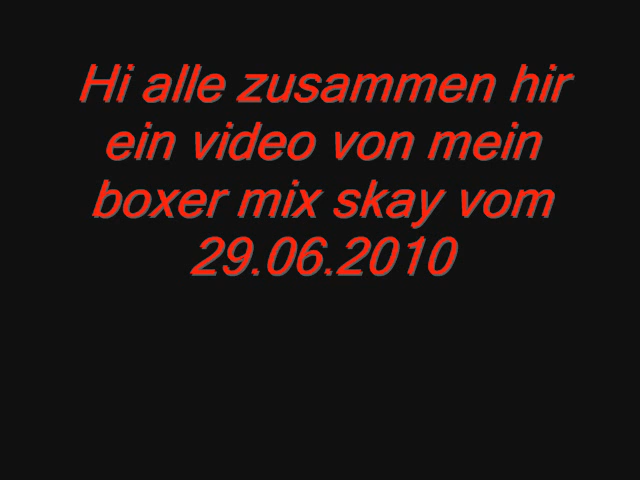 Hi alle zusammen hir
ein video von mein
boxer mix skay vom
29.06.2010